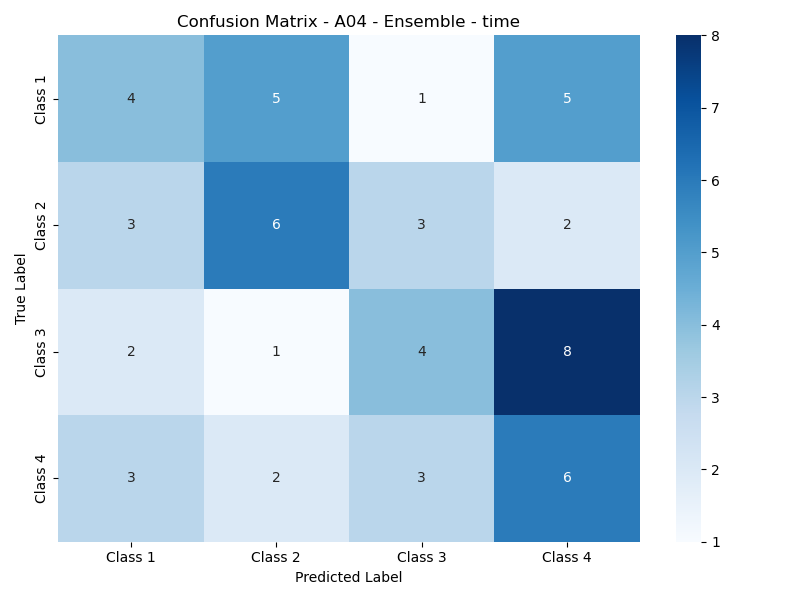 Confusion Matrix - A04 - Ensemble - time
True Label
Class 1
4 5 1 5
Class 2
3 6 3 2
Class 3
2 1 4 8
Class 4
3 2 3 6
Class 1 Class 2 Class 3 Class 4
Predicted Label
8
7
6
5
4
3
2
1